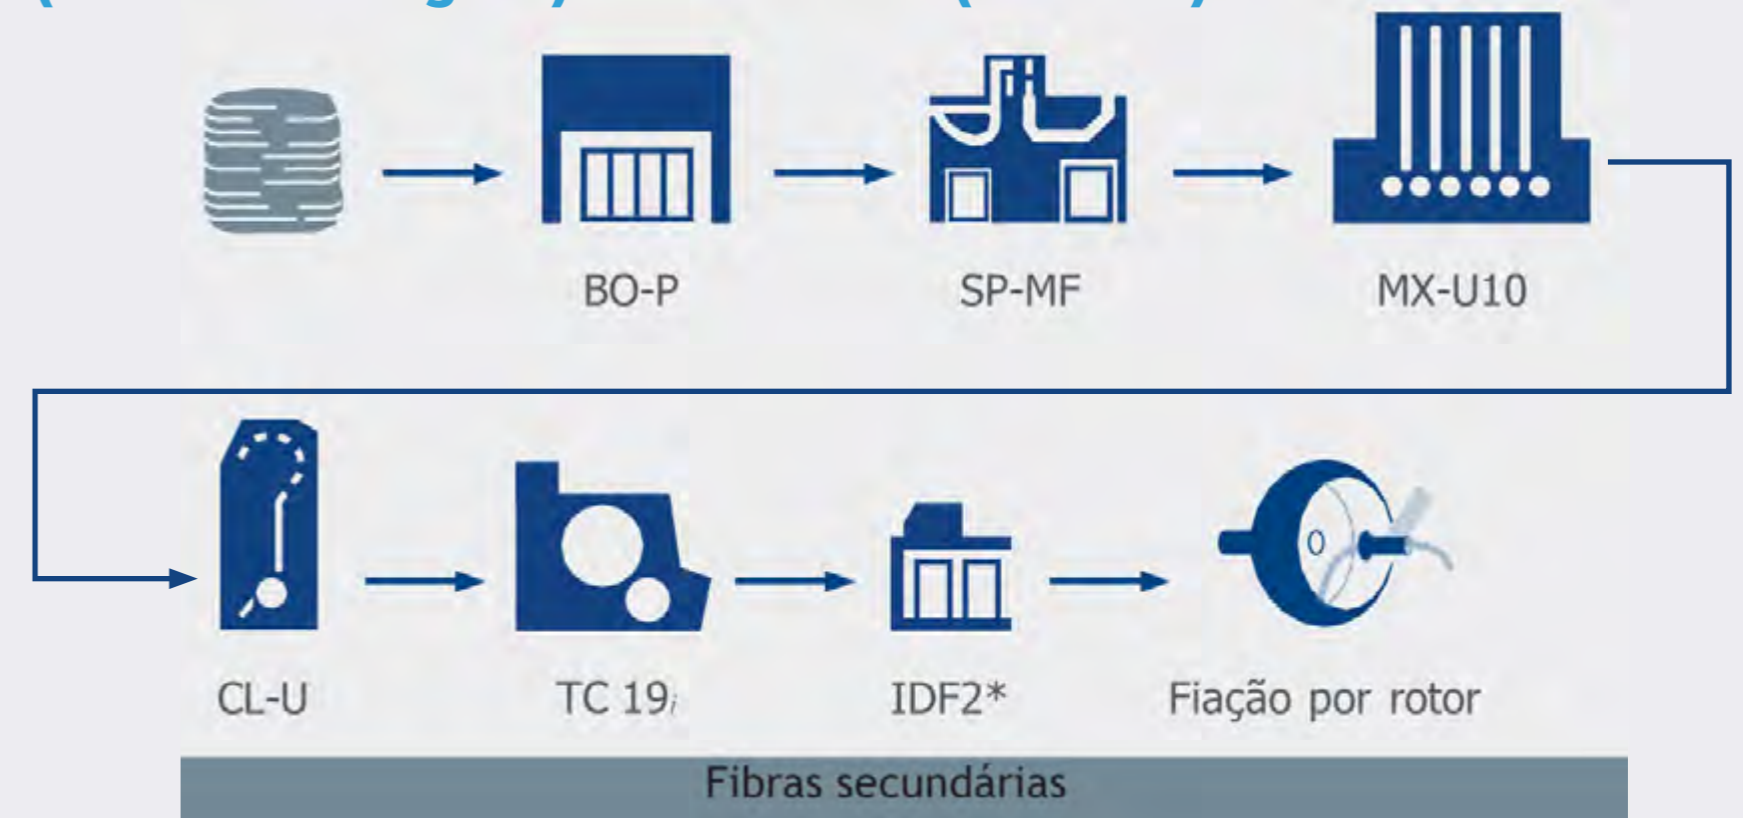 BO-P
SP-MF
MX-U10
CL-U
TC 19i
IDF2*
Fiação por rotor
Fibras secundárias